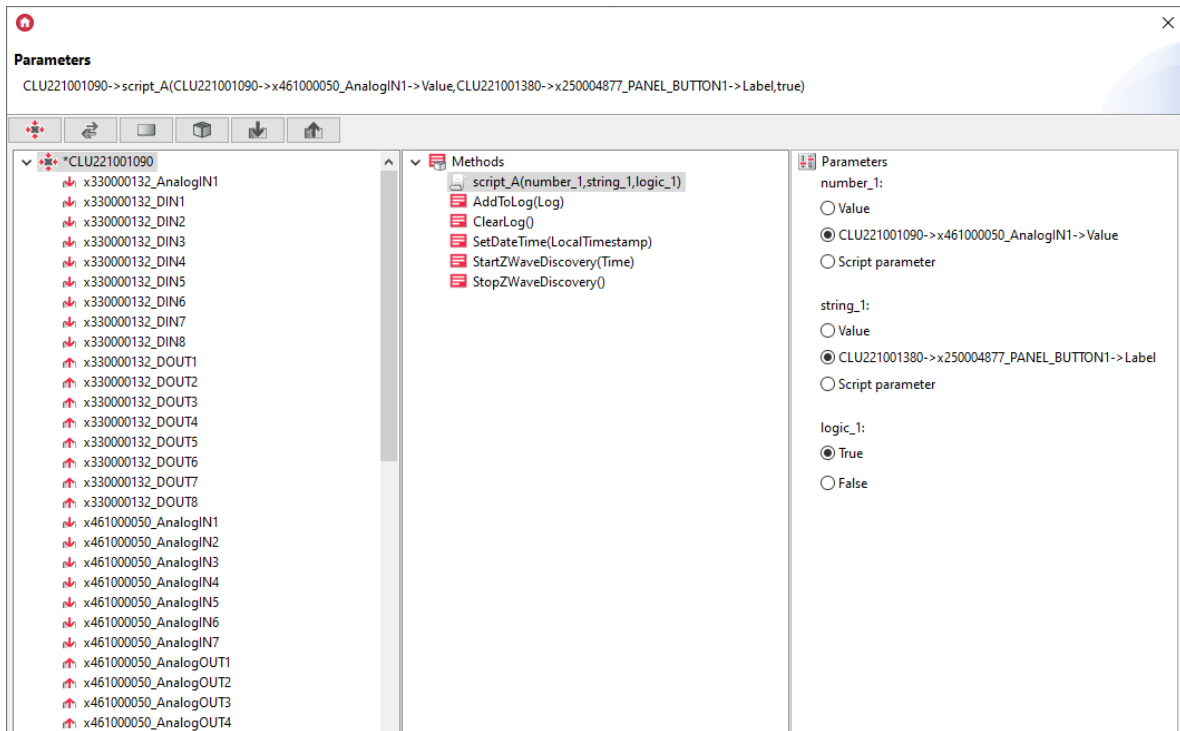 Parameters
CLU221001090->script_A(CLU221001090->x461000050_AnalogIN1->Value,CLU221001380->x250004877_PANEL_BUTTON1->Label,true)
*CLU221001090
x330000132_AnalogIN1
x330000132_DIN1
x330000132_DIN2
x330000132_DIN3
x330000132_DIN4
x330000132_DIN5
x330000132_DIN6
x330000132_DIN7
x330000132_DIN8
x330000132_DOUT1
x330000132_DOUT2
x330000132_DOUT3
x330000132_DOUT4
x330000132_DOUT5
x330000132_DOUT6
x330000132_DOUT7
x330000132_DOUT8
x461000050_AnalogIN1
x461000050_AnalogIN2
x461000050_AnalogIN3
x461000050_AnalogIN4
x461000050_AnalogIN5
x461000050_AnalogIN6
x461000050_AnalogIN7
x461000050_AnalogOUT1
x461000050_AnalogOUT2
x461000050_AnalogOUT3
x461000050_AnalogOUT4
Methods
script_A(number_1,string_1,logic_1)
AddToLog(Log)
ClearLog()
SetDateTime(LocalTimestamp)
StartZWaveDiscovery(Time)
StopZWaveDiscovery()
Parameters
number_1:
Value
CLU221001090->x461000050_AnalogIN1->Value
Script parameter
string_1:
Value
CLU221001380->x250004877_PANEL_BUTTON1->Label
Script parameter
logic_1:
True
False